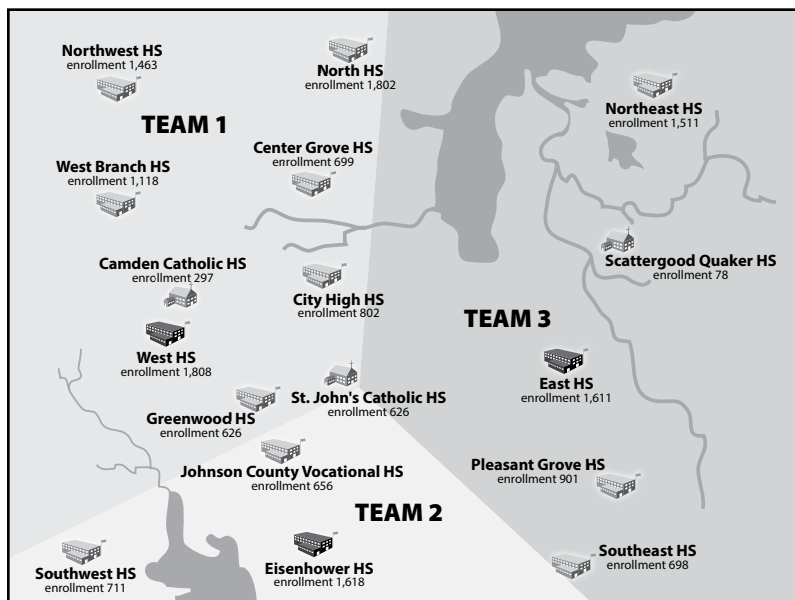 Northwest HS
enrollment 1,463
North HS
enrollment 1,802
Northeast HS
enrollment 1,511
TEAM 1
Center Grove HS
enrollment 699
West Branch HS
enrollment 1,118
Camden Catholic HS
enrollment 297
City High HS
enrollment 802
Scattergood Quaker HS
enrollment 78
TEAM 3
West HS
enrollment 1,808
East HS
enrollment 1,611
St. John's Catholic HS
enrollment 626
Greenwood HS
enrollment 626
Johnson County Vocational HS
enrollment 656
Pleasant Grove HS
enrollment 901
TEAM 2
Southwest HS
enrollment 711
Eisenhower HS
enrollment 1,618
Southeast HS
enrollment 698